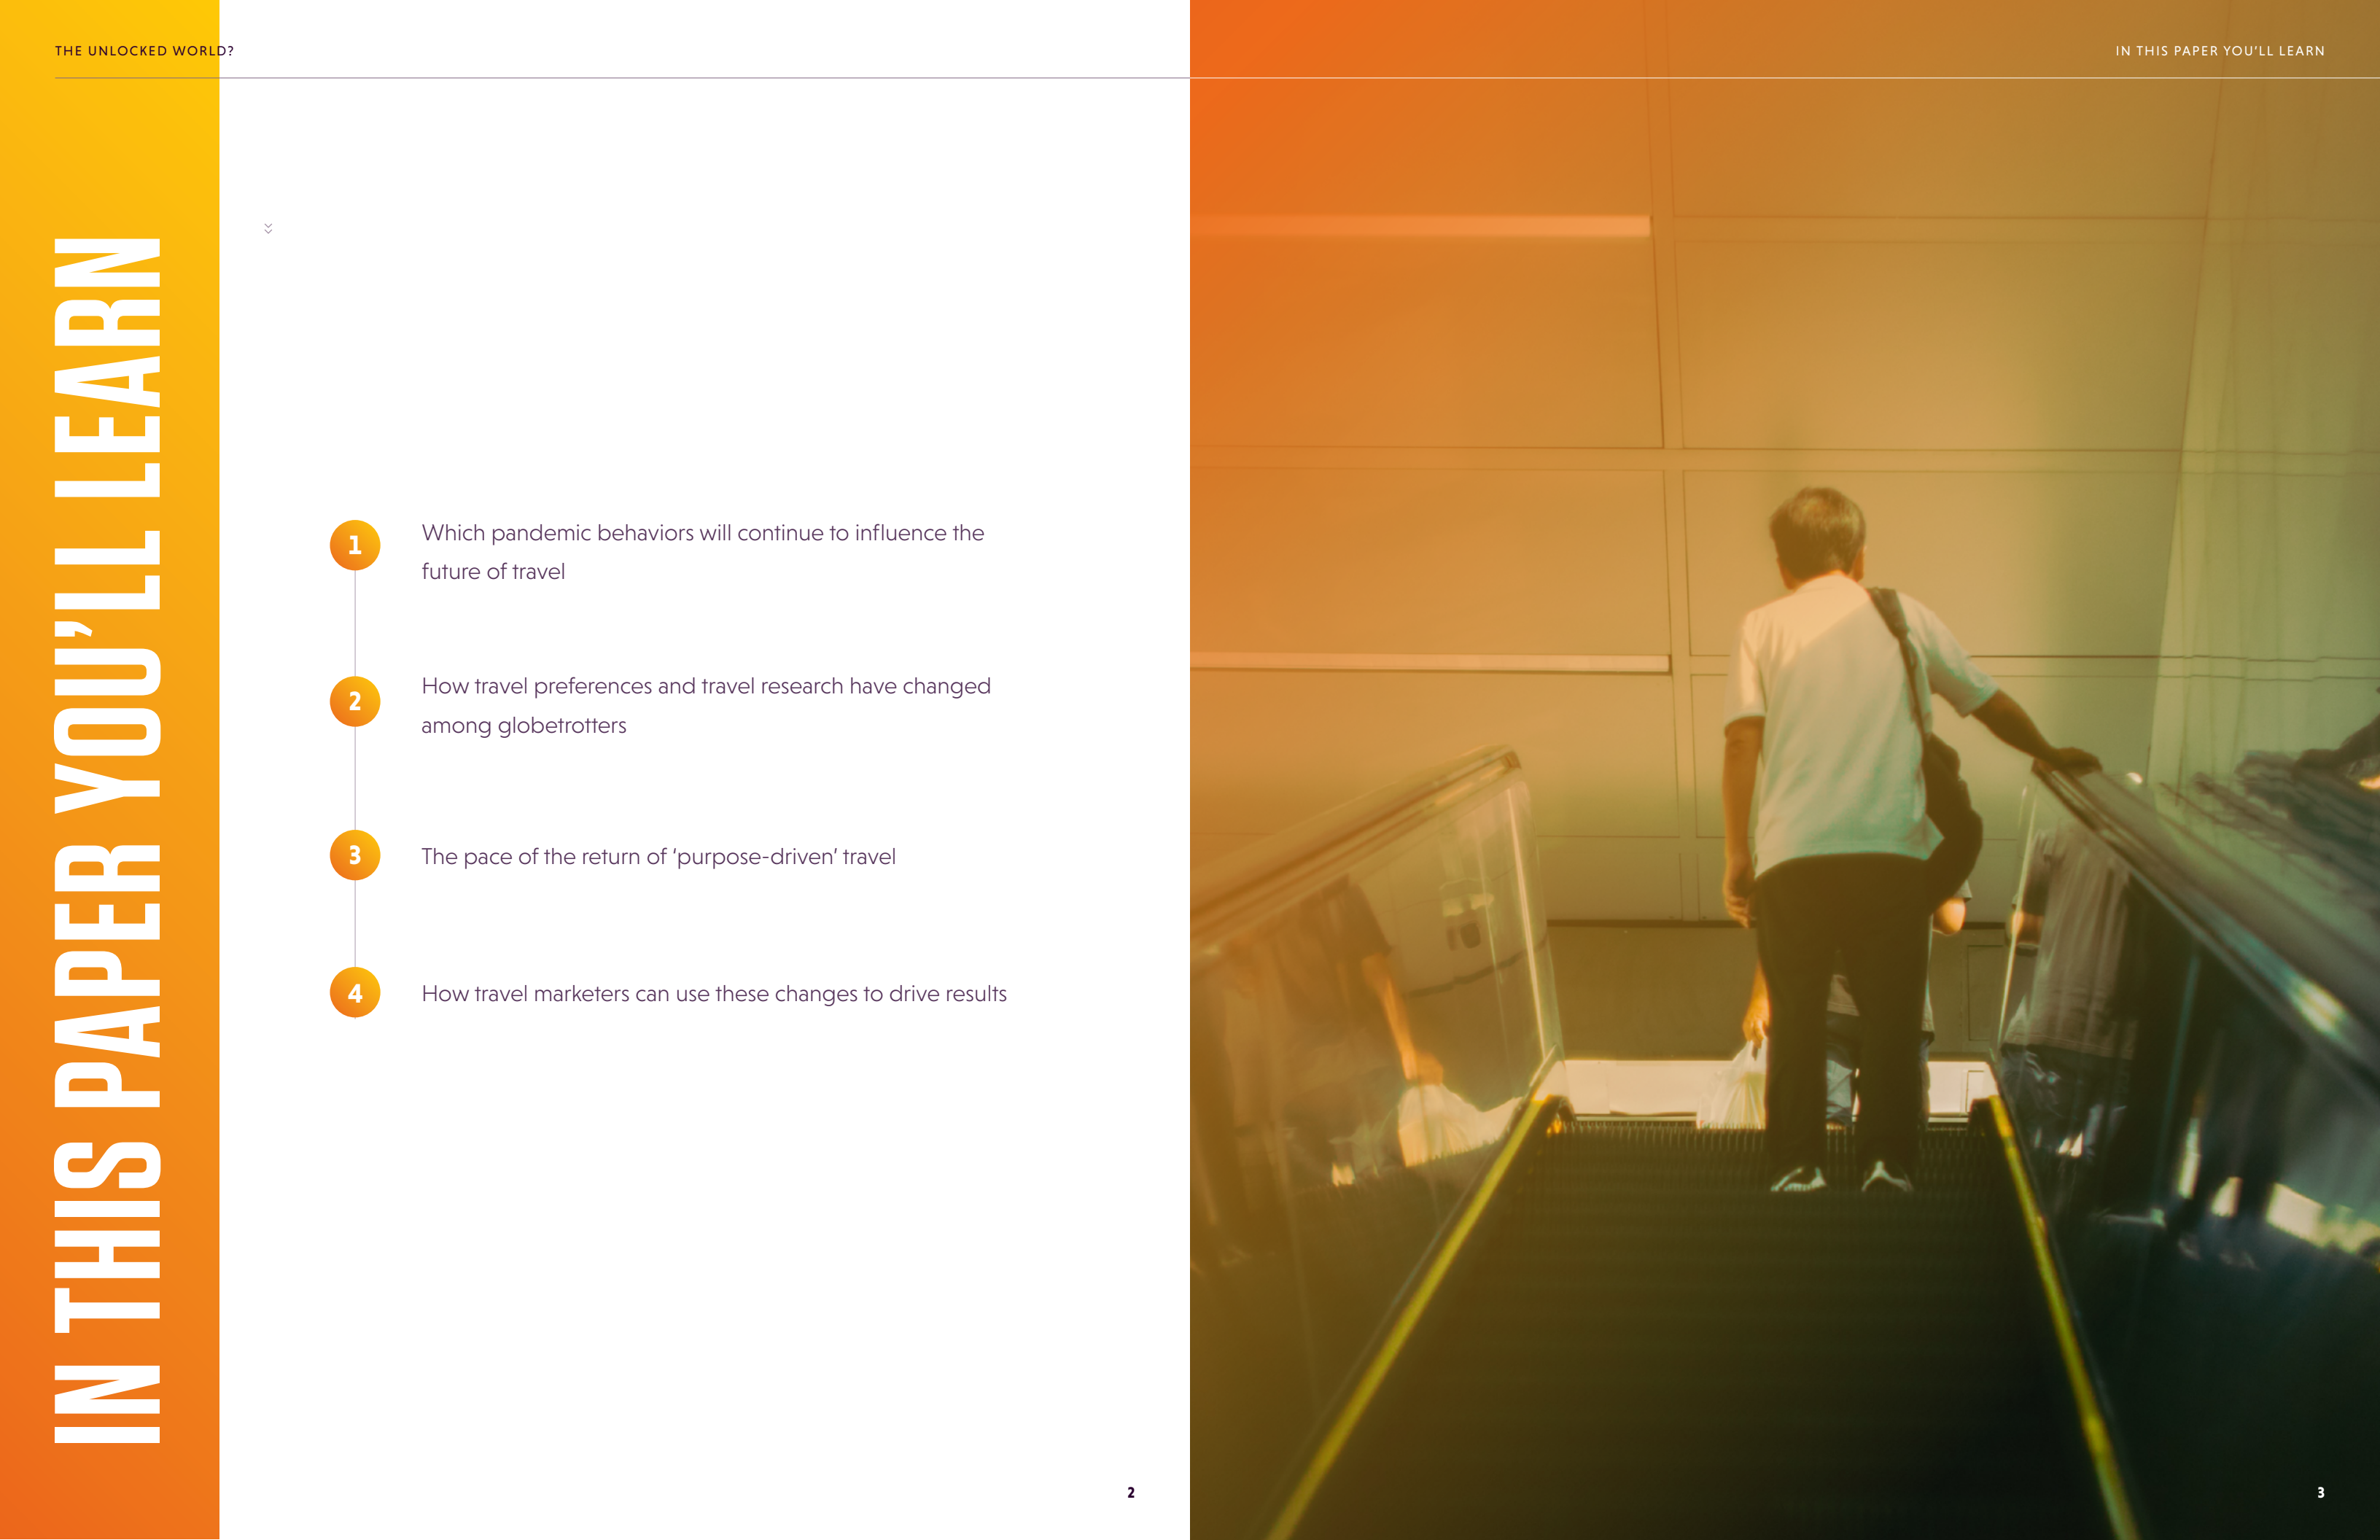 THE UNLOCKED WORLD?
IN THIS PAPER YOU'LL LEARN
IN THIS PAPER YOU'LL LEARN
1
Which pandemic behaviors will continue to influence the
future of travel
2
How travel preferences and travel research have changed
among globetrotters
3
The pace of the return of ‘purpose-driven’ travel
4
How travel marketers can use these changes to drive results
2
3